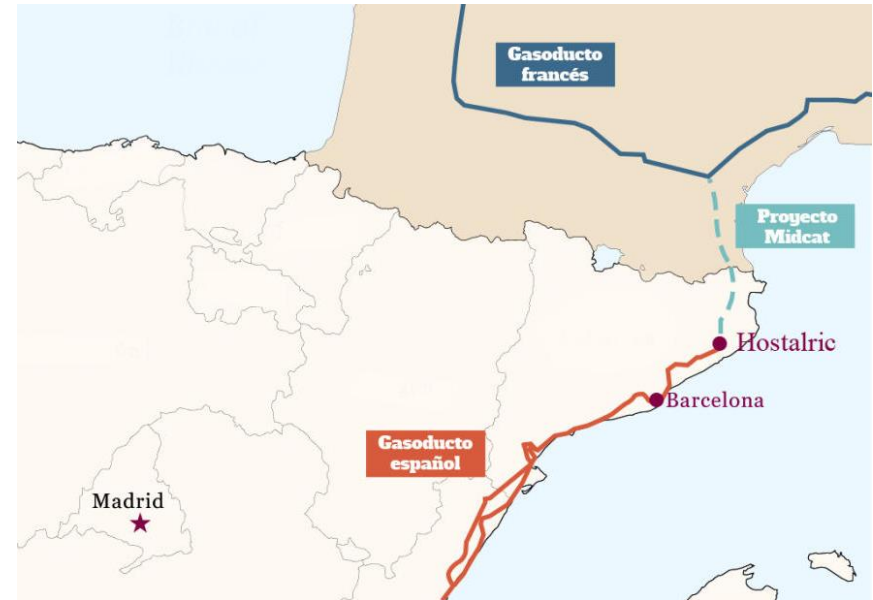 Gasoducto
francés
Proyecto
Midcat
Hostalric
Barcelona
Gasoducto
español
Madrid